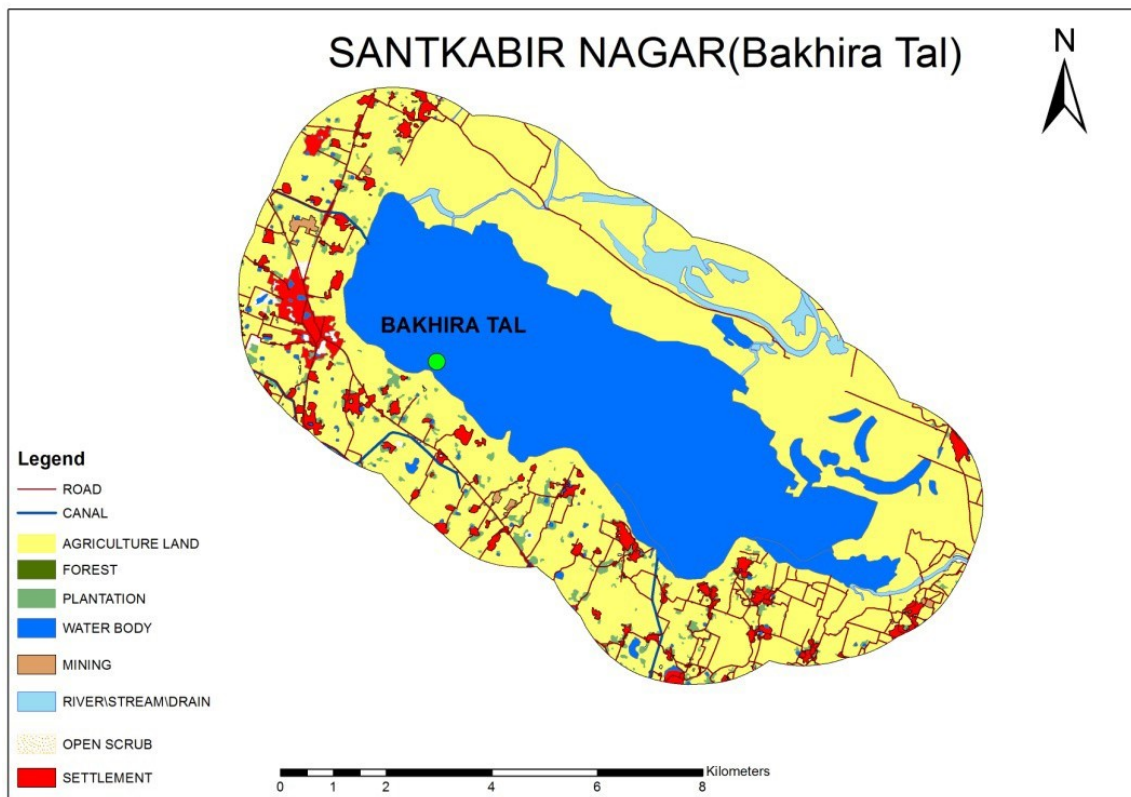 SANTKABIR NAGAR(Bakhira Tal)
N
BAKHIRA TAL
Legend
ROAD
CANAL
AGRICULTURE LAND
FOREST
PLANTATION
WATER BODY
MINING
RIVER\STREAM\DRAIN
OPEN SCRUB
SETTLEMENT
Kilometers
0 1 2 4 6 8